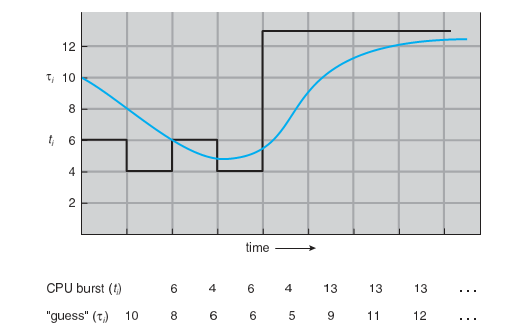 12
τi 10
8
ti 6
4
2
time
CPU burst (ti) 6 4 6 4 13 13 13 ...
"guess" (τi) 10 8 6 6 5 9 11 12 ...